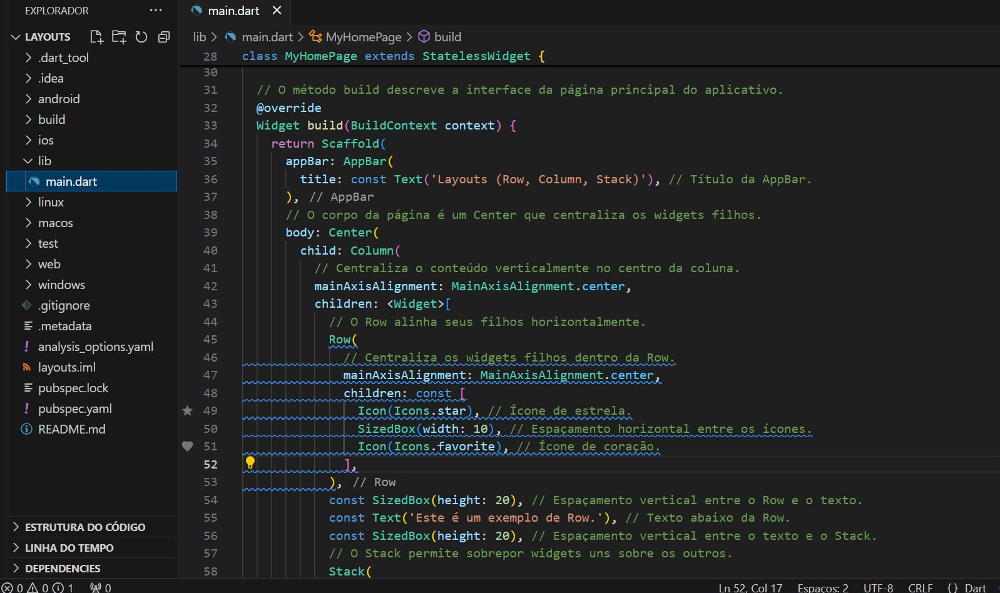 EXPLORADOR ···
LAYOUTS
.dart_tool
.idea
android
build
ios
lib
main.dart
linux
macos
test
web
windows
.gitignore
.metadata
! analysis_options.yaml
layouts.iml
pubspec.lock
! pubspec.yaml
README.md
ESTRUTURA DO CÓDIGO
LINHA DO TEMPO
DEPENDENCIES
main.dart
lib > main.dart > MyHomePage > build
28 class MyHomePage extends StatelessWidget {
30
31 // O método build descreve a interface da página principal do aplicativo.
32 @override
33 Widget build(BuildContext context) {
34 return Scaffold(
35 appBar: AppBar(
36 title: const Text('Layouts (Row, Column, Stack)'), // Título da AppBar.
37 ), // AppBar
38 // O corpo da página é um Center que centraliza os widgets filhos.
39 body: Center(
40 child: Column(
41 // Centraliza o conteúdo verticalmente no centro da coluna.
42 mainAxisAlignment: MainAxisAlignment.center,
43 children: <Widget>[
44 // O Row alinha seus filhos horizontalmente.
45 Row(
46 // Centraliza os widgets filhos dentro da Row.
47 mainAxisAlignment: MainAxisAlignment.center,
48 children: const [
49 Icon(Icons.star), // Ícone de estrela.
50 SizedBox(width: 10), // Espaçamento horizontal entre os ícones.
51 Icon(Icons.favorite), // Ícone de coração.
52 ],
53 ), // Row
54 const SizedBox(height: 20), // Espaçamento vertical entre o Row e o texto.
55 const Text('Este é um exemplo de Row.'), // Texto abaixo da Row.
56 const SizedBox(height: 20), // Espaçamento vertical entre o texto e o Stack.
57 // O Stack permite sobrepor widgets uns sobre os outros.
58 Stack(
0 0 1 0 Ln 52, Col 17 Espaços: 2 UTF-8 CRLF {} Dart